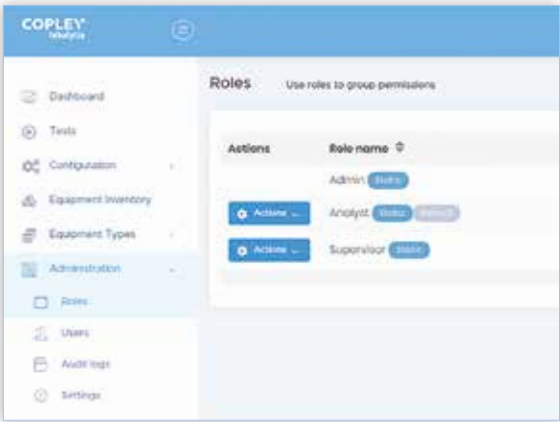 COPLEY
Inhalytix
Dashboard
Tests
Configuration
Equipment Inventory
Equipment Types
Administration
Roles
Users
Audit logs
Settings
Roles
Use roles to group permissions
Actions
Role name
Admin Static
Analyst Static Default
Actions
Supervisor Static
Actions